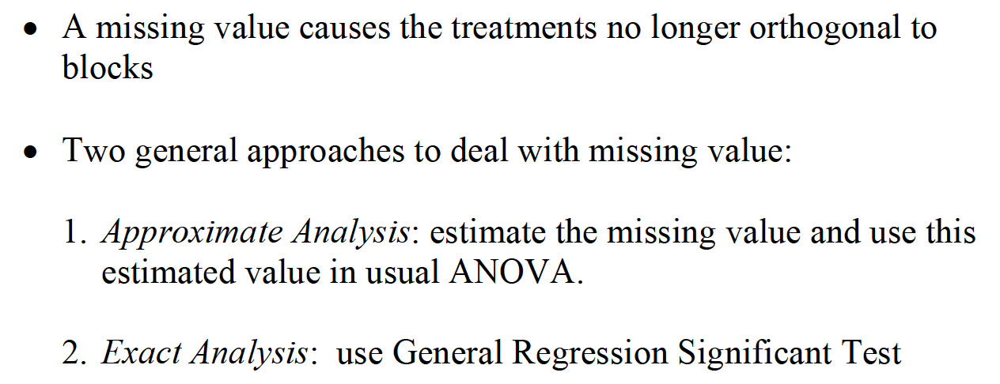 • A missing value causes the treatments no longer orthogonal to
blocks
• Two general approaches to deal with missing value:
1. Approximate Analysis: estimate the missing value and use this
estimated value in usual ANOVA.
2. Exact Analysis: use General Regression Significant Test